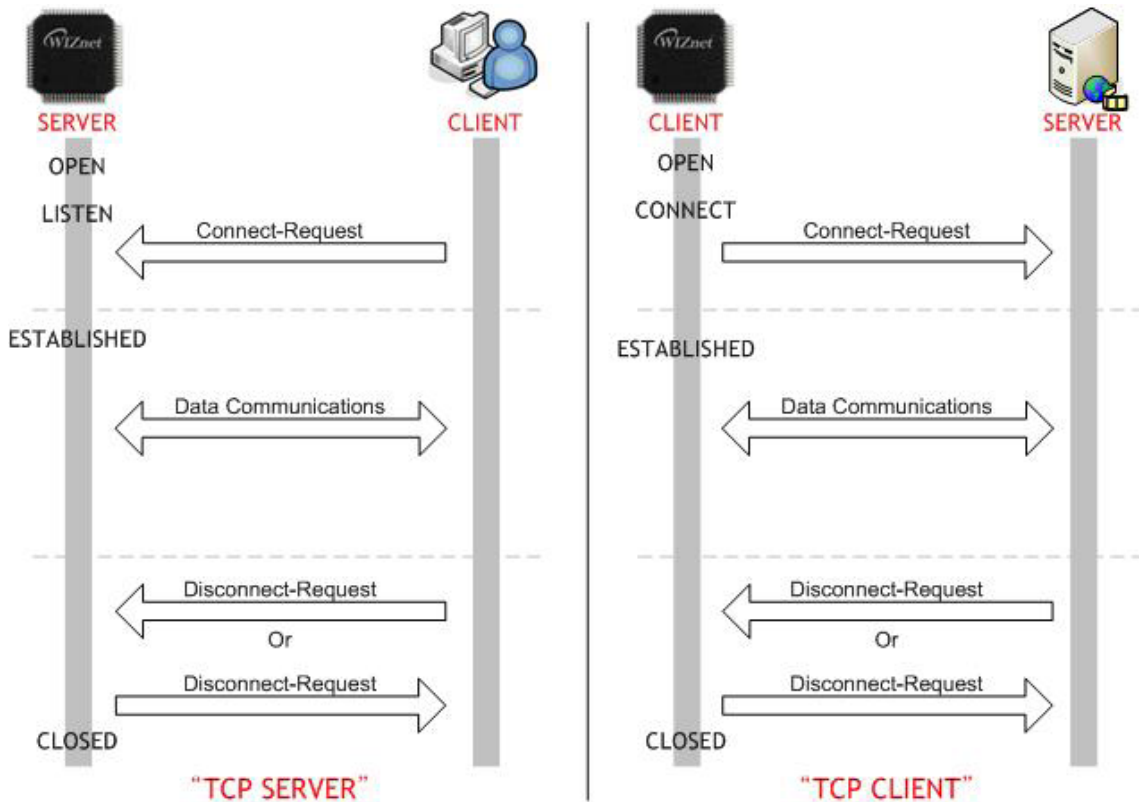 WIZnet
SERVER
CLIENT
OPEN
LISTEN
Connect-Request
ESTABLISHED
Data Communications
Disconnect-Request
Or
Disconnect-Request
CLOSED
“TCP SERVER”
WIZnet
CLIENT
SERVER
OPEN
CONNECT
Connect-Request
ESTABLISHED
Data Communications
Disconnect-Request
Or
Disconnect-Request
CLOSED
“TCP CLIENT”